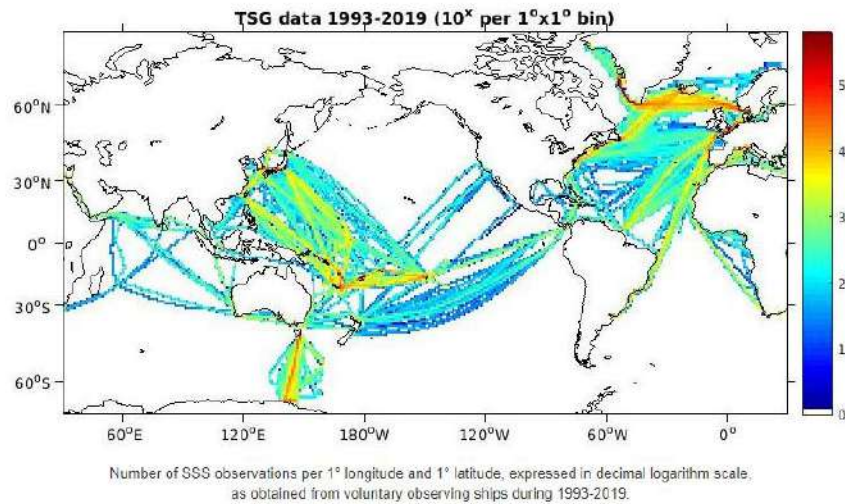 TSG data 1993-2019 (10ˣ per 1°x1° bin)
60°N
30°N
0°
30°S
60°S
60°E
120°E
180°W
120°W
60°W
0°
5
4
3
2
1
0
Number of SSS observations per 1° longitude and 1° latitude, expressed in decimal logarithm scale,
as obtained from voluntary observing ships during 1993-2019.